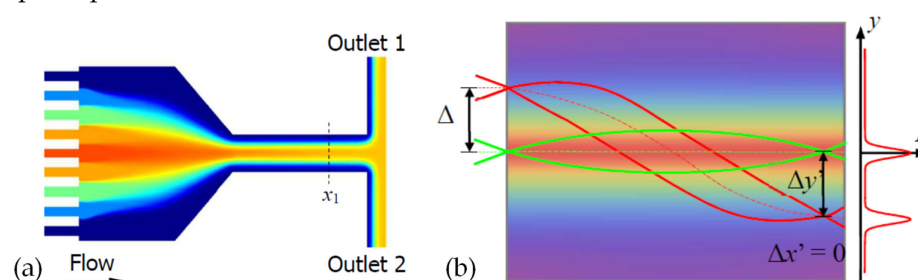 Outlet 1
x₁
(a)
Flow
Outlet 2
Δ
(b)
y
Δy'
Δx' = 0